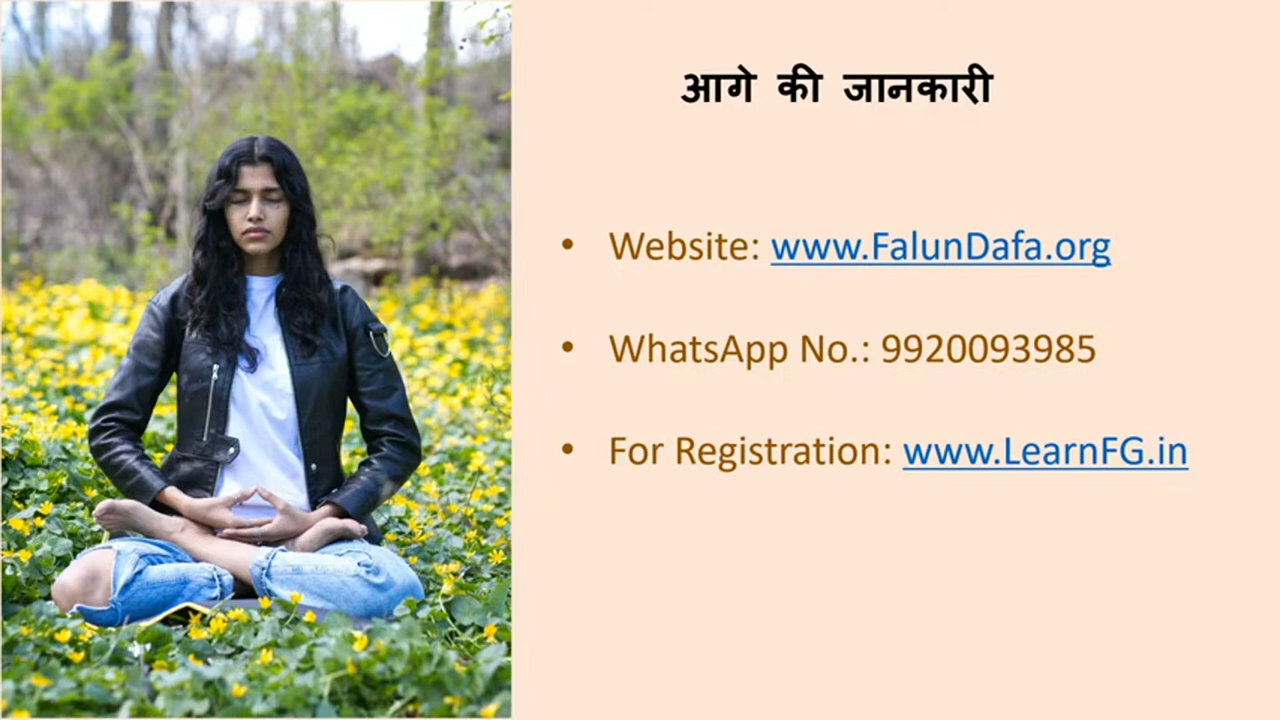 आगे की जानकारी
• Website: www.FalunDafa.org
• WhatsApp No.: 9920093985
• For Registration: www.LearnFG.in